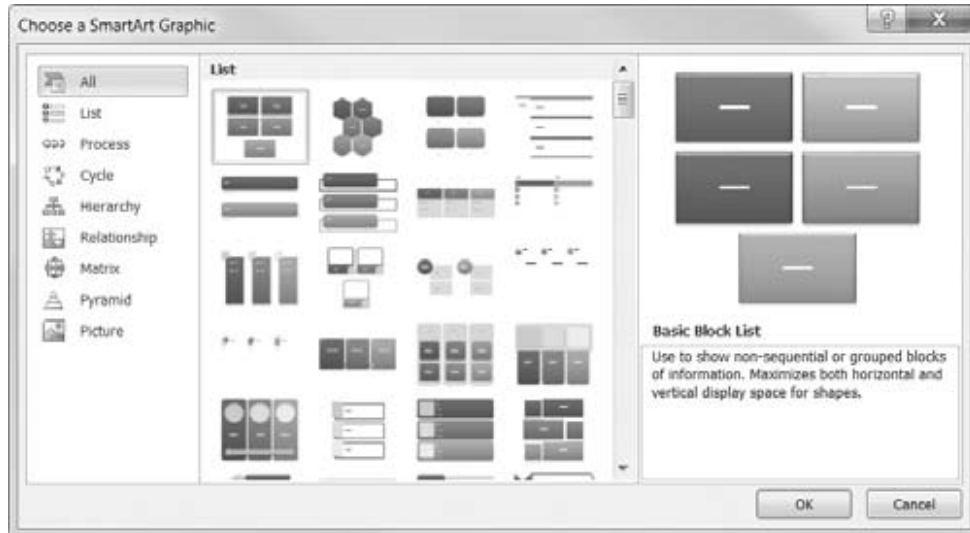 Choose a SmartArt Graphic
All
List
Process
Cycle
Hierarchy
Relationship
Matrix
Pyramid
Picture
List
Basic Block List
Use to show non-sequential or grouped blocks
of information. Maximizes both horizontal and
vertical display space for shapes.
OK
Cancel